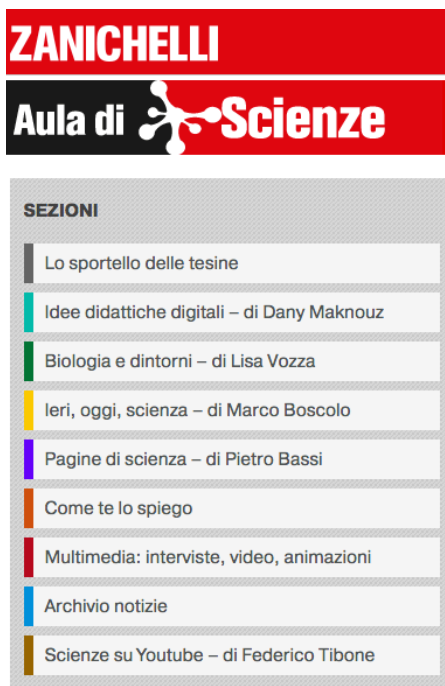 ZANICHELLI
Aula di Scienze
SEZIONI
Lo sportello delle tesine
Idee didattiche digitali – di Dany Maknouz
Biologia e dintorni – di Lisa Vozza
Ieri, oggi, scienza – di Marco Boscolo
Pagine di scienza – di Pietro Bassi
Come te lo spiego
Multimedia: interviste, video, animazioni
Archivio notizie
Scienze su Youtube – di Federico Tibone